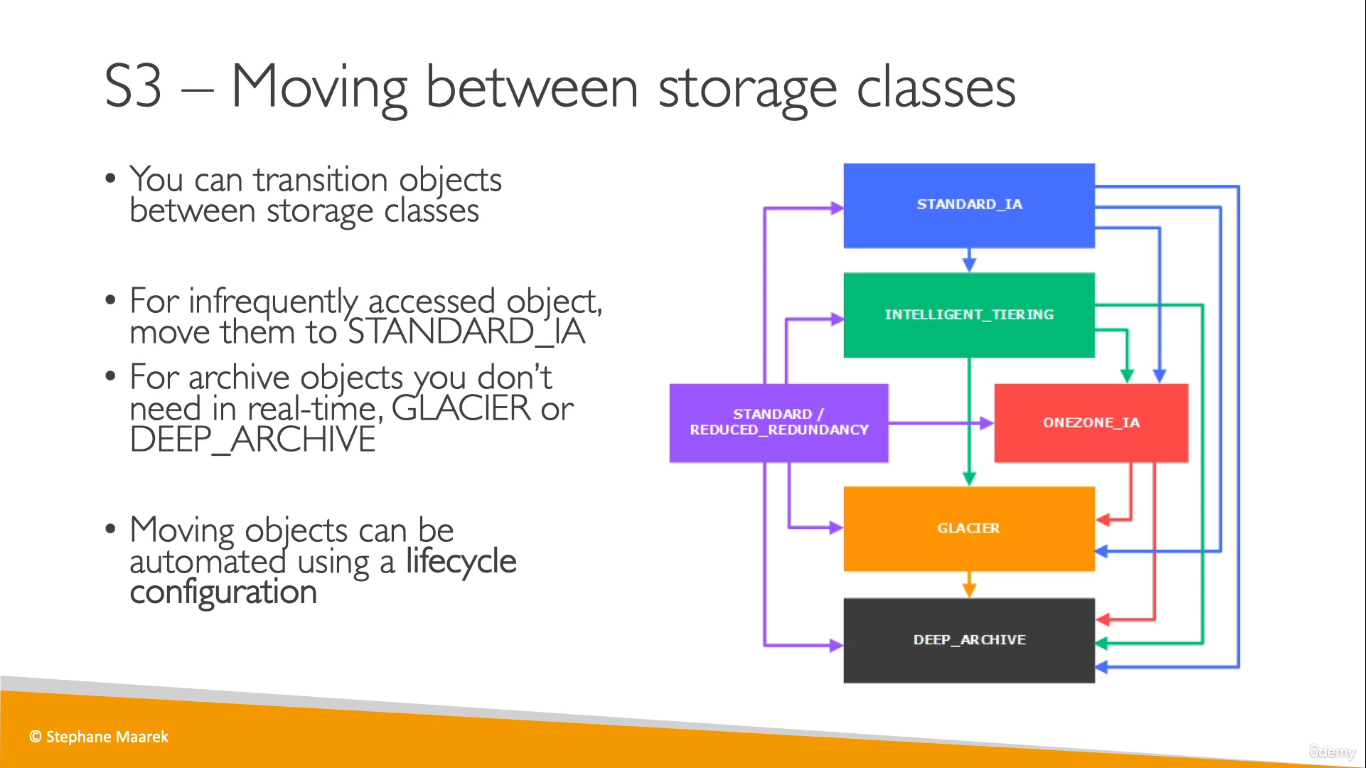 S3 – Moving between storage classes
• You can transition objects
between storage classes
• For infrequently accessed object,
move them to STANDARD_IA
• For archive objects you don’t
need in real-time, GLACIER or
DEEP_ARCHIVE
• Moving objects can be
automated using a lifecycle
configuration
STANDARD_IA
INTELLIGENT_TIERING
STANDARD /
REDUCED_REDUNDANCY
ONEZONE_IA
GLACIER
DEEP_ARCHIVE
© Stephane Maarek
ûdemy